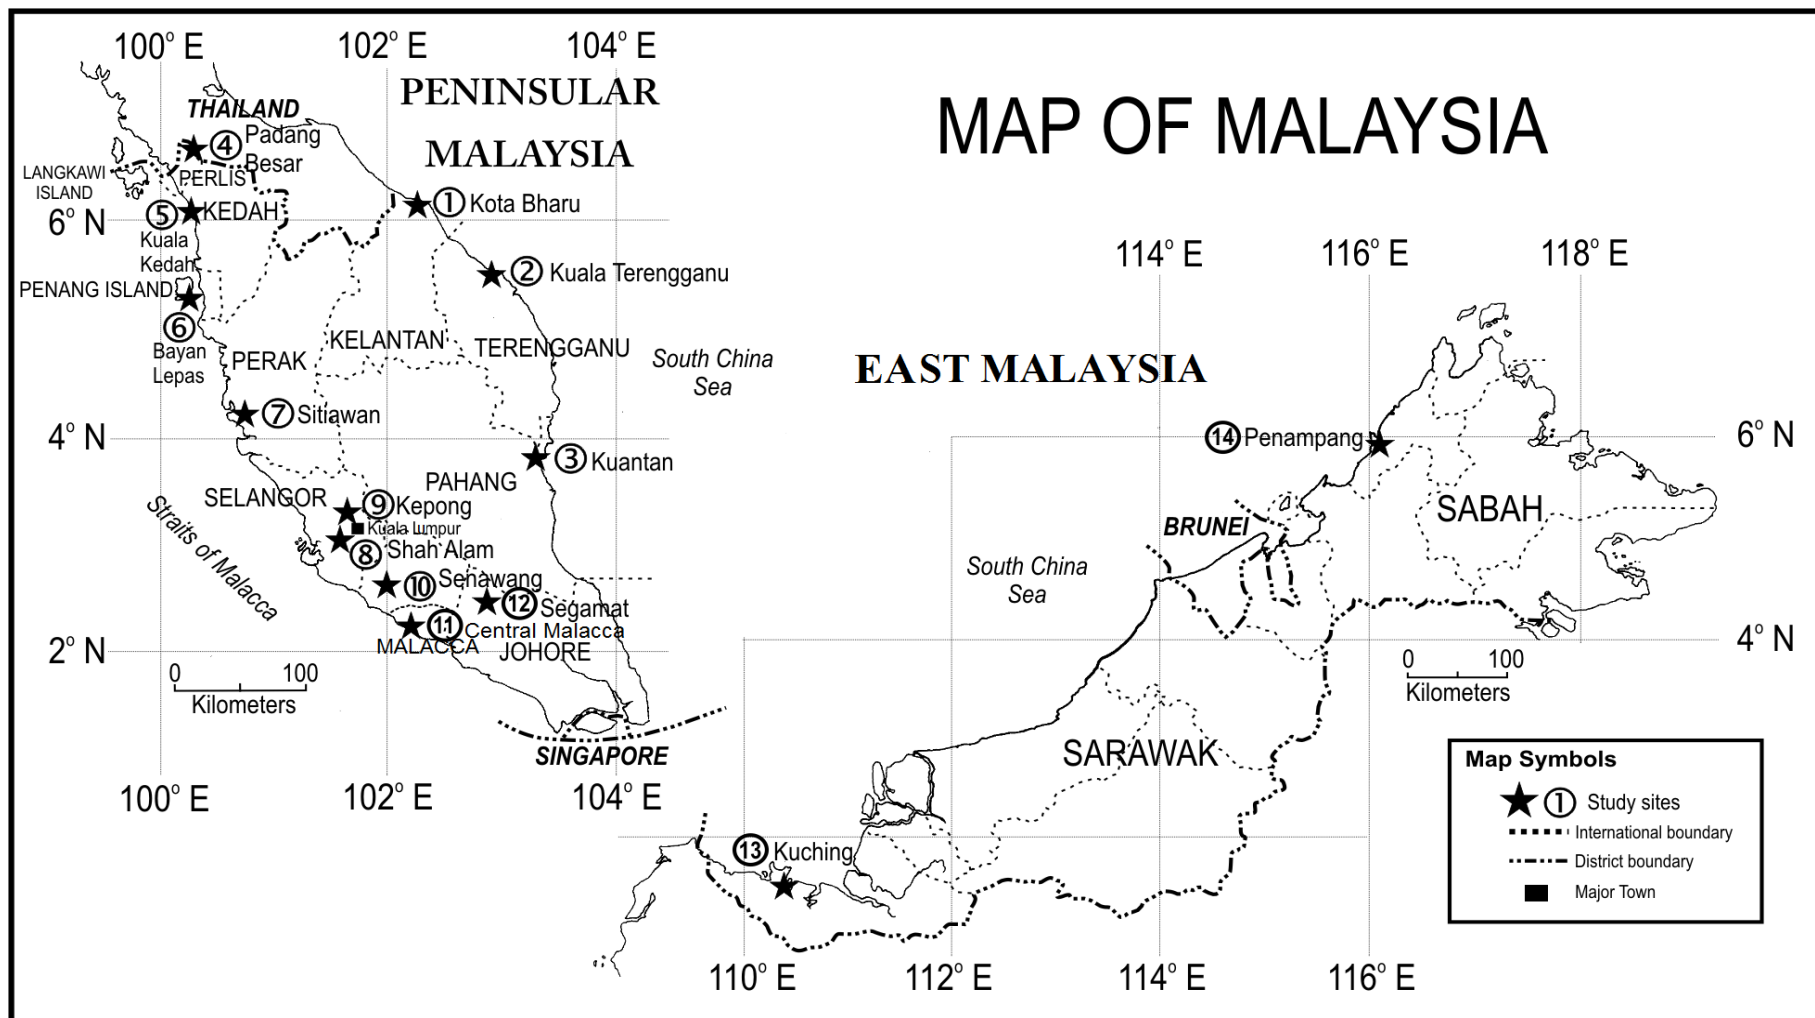 100° E
102° E
104° E
PENINSULAR
MALAYSIA
MAP OF MALAYSIA
THAILAND
④ Padang
Besar
LANGKAWI
ISLAND
PERLIS
① Kota Bharu
⑤ KEDAH
6° N
Kuala
Kedah
② Kuala Terengganu
114° E
116° E
118° E
PENANG ISLAND
⑥
Bayan
Lepas
KELANTAN
TERENGGANU
PERAK
South China
Sea
EAST MALAYSIA
⑦ Sitiawan
4° N
⑭ Penampang
6° N
③ Kuantan
PAHANG
SELANGOR
⑨ Kepong
Kuala lumpur
⑧ Shah Alam
Straits of Malacca
SABAH
BRUNEI
South China
Sea
⑩ Senawang
⑫ Segamat
⑪ Central Malacca
MALACCA
JOHORE
2° N
4° N
0 100
Kilometers
0 100
Kilometers
SINGAPORE
SARAWAK
100° E
102° E
104° E
⑬ Kuching
Map Symbols
① Study sites
International boundary
District boundary
Major Town
110° E
112° E
114° E
116° E